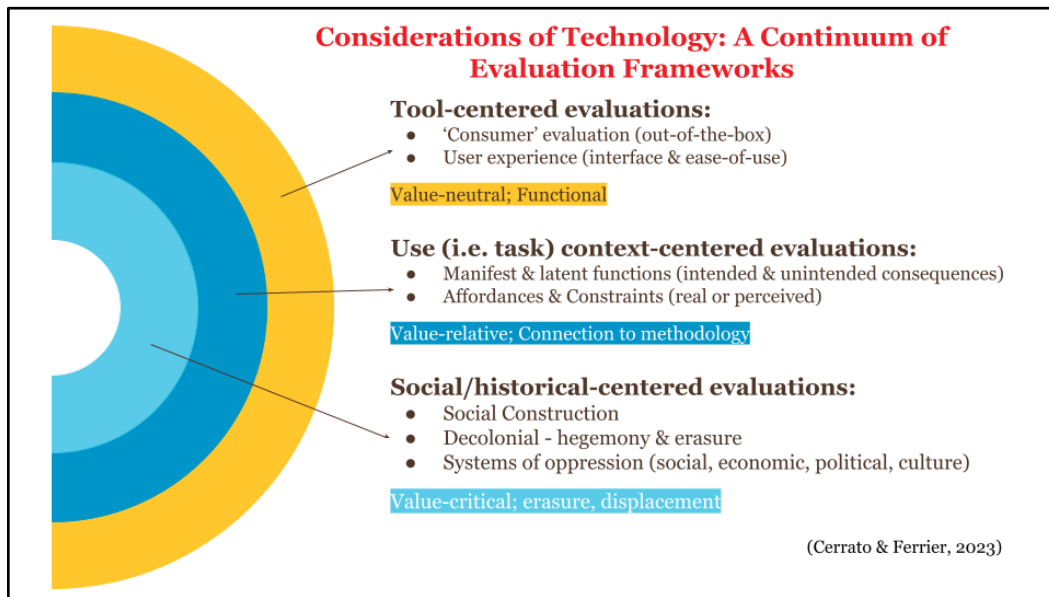 Considerations of Technology: A Continuum of
Evaluation Frameworks
Tool-centered evaluations:
● ‘Consumer’ evaluation (out-of-the-box)
● User experience (interface & ease-of-use)
Value-neutral; Functional
Use (i.e. task) context-centered evaluations:
● Manifest & latent functions (intended & unintended consequences)
● Affordances & Constraints (real or perceived)
Value-relative; Connection to methodology
Social/historical-centered evaluations:
● Social Construction
● Decolonial - hegemony & erasure
● Systems of oppression (social, economic, political, culture)
Value-critical; erasure, displacement
(Cerrato & Ferrier, 2023)